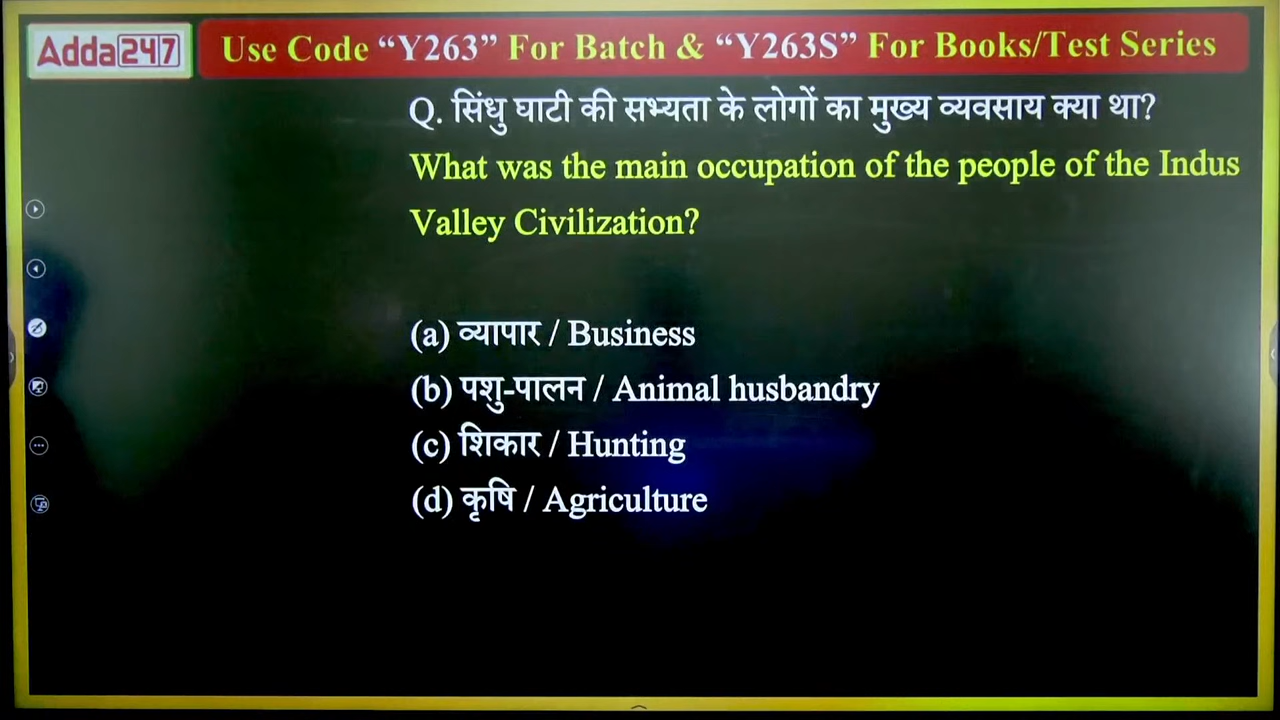 Adda247
Use Code “Y263” For Batch & “Y263S” For Books/Test Series
Q. सिंधु घाटी की सभ्यता के लोगों का मुख्य व्यवसाय क्या था?
What was the main occupation of the people of the Indus
Valley Civilization?
(a) व्यापार / Business
(b) पशु-पालन / Animal husbandry
(c) शिकार / Hunting
(d) कृषि / Agriculture